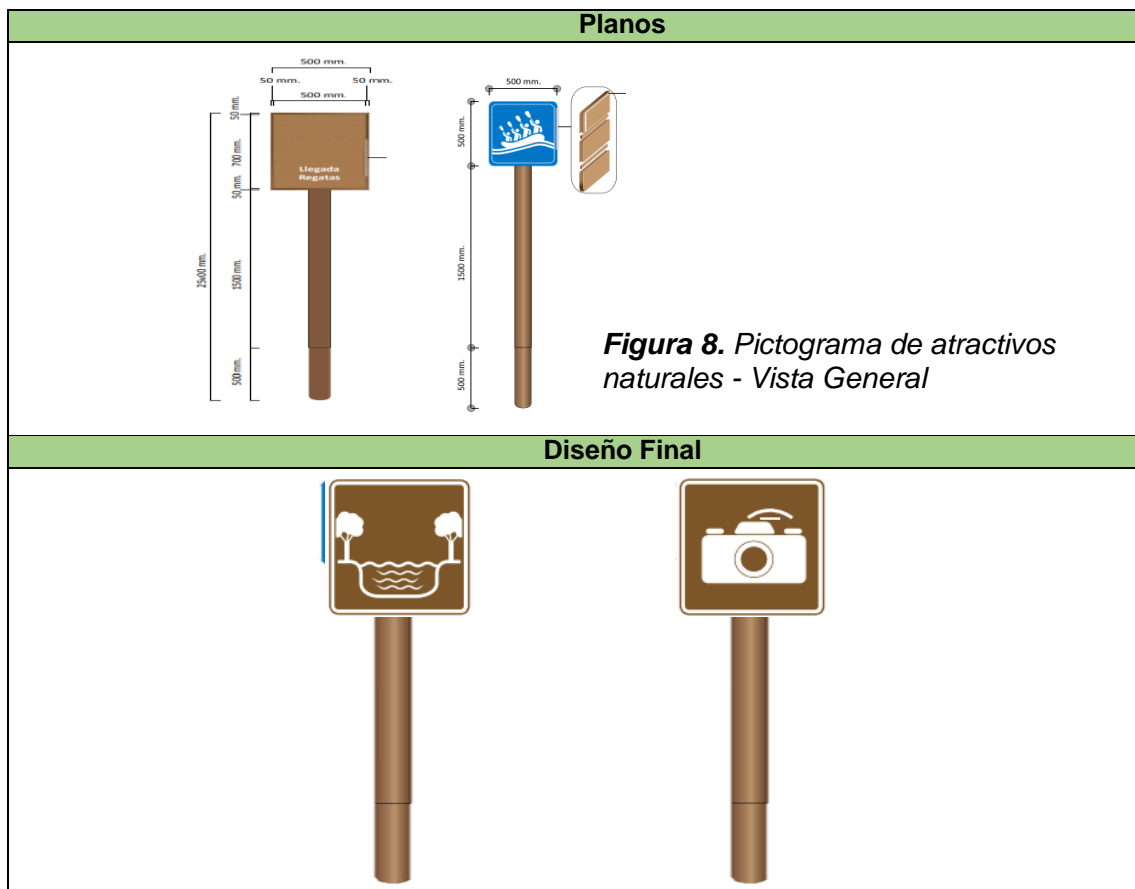 Planos
500 mm.
50 mm. 50 mm.
500 mm.
50 mm.
700 mm.
50 mm.
1500 mm.
500 mm.
25x00 mm.
Llegada
Regatas
500 mm.
500 mm.
1500 mm.
500 mm.
Figura 8. Pictograma de atractivos
naturales - Vista General
Diseño Final